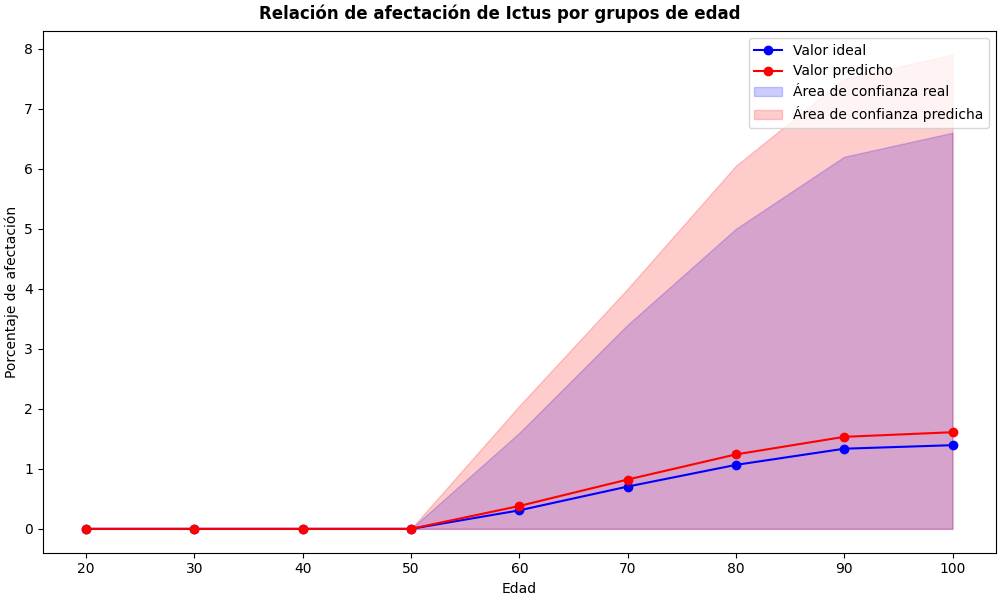 Relación de afectación de Ictus por grupos de edad
Valor ideal
Valor predicho
Área de confianza real
Área de confianza predicha
Porcentaje de afectación
8
7
6
5
4
3
2
1
0
20 30 40 50 60 70 80 90 100
Edad